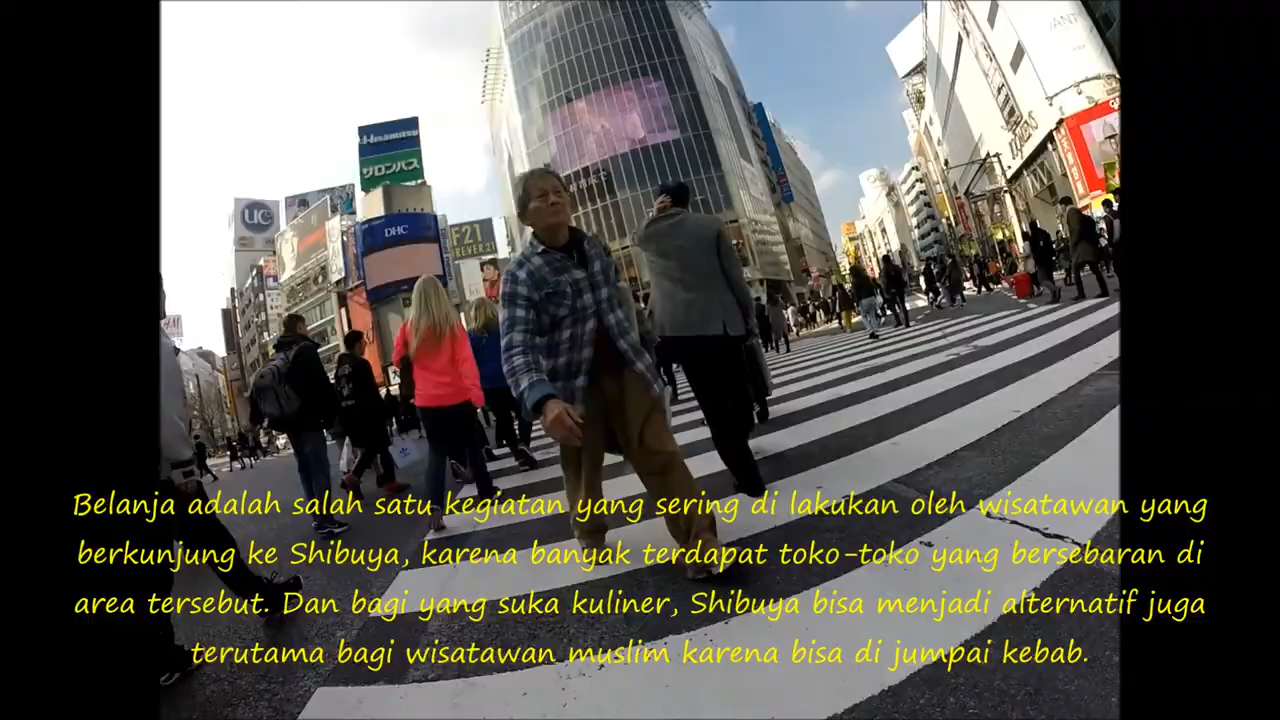 Hisamitsu
サロンパス
UC
DHC
F21
FOREVER 21
H&M
Belanja adalah salah satu kegiatan yang sering di lakukan oleh wisatawan yang
berkunjung ke Shibuya, karena banyak terdapat toko-toko yang bersebaran di
area tersebut. Dan bagi yang suka kuliner, Shibuya bisa menjadi alternatif juga
terutama bagi wisatawan muslim karena bisa di jumpai kebab.